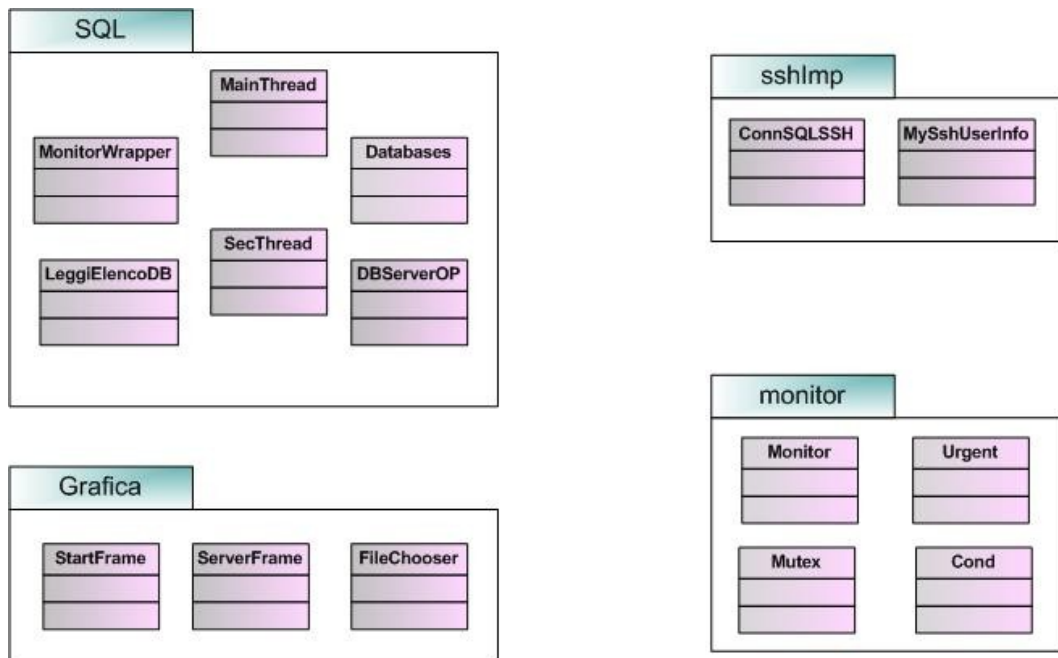 SQL
MainThread
MonitorWrapper
Databases
SecThread
LeggiElencoDB
DBServerOP
sshImp
ConnSQLSSH
MySshUserInfo
Grafica
StartFrame
ServerFrame
FileChooser
monitor
Monitor
Urgent
Mutex
Cond